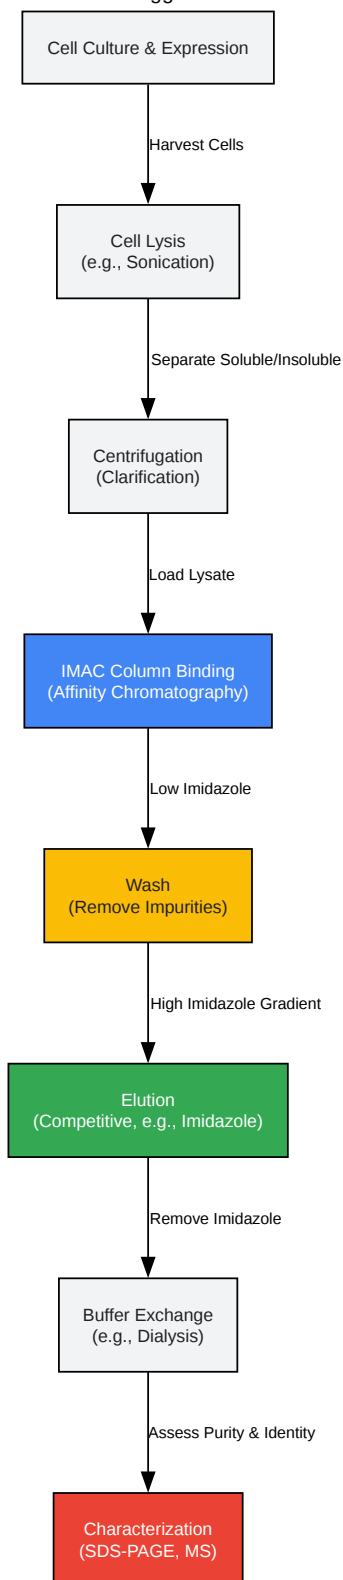 Cell Culture & Expression
Harvest Cells
Cell Lysis
(e.g., Sonication)
Separate Soluble/Insoluble
Centrifugation
(Clarification)
Load Lysate
IMAC Column Binding
(Affinity Chromatography)
Low Imidazole
Wash
(Remove Impurities)
High Imidazole Gradient
Elution
(Competitive, e.g., Imidazole)
Remove Imidazole
Buffer Exchange
(e.g., Dialysis)
Assess Purity & Identity
Characterization
(SDS-PAGE, MS)